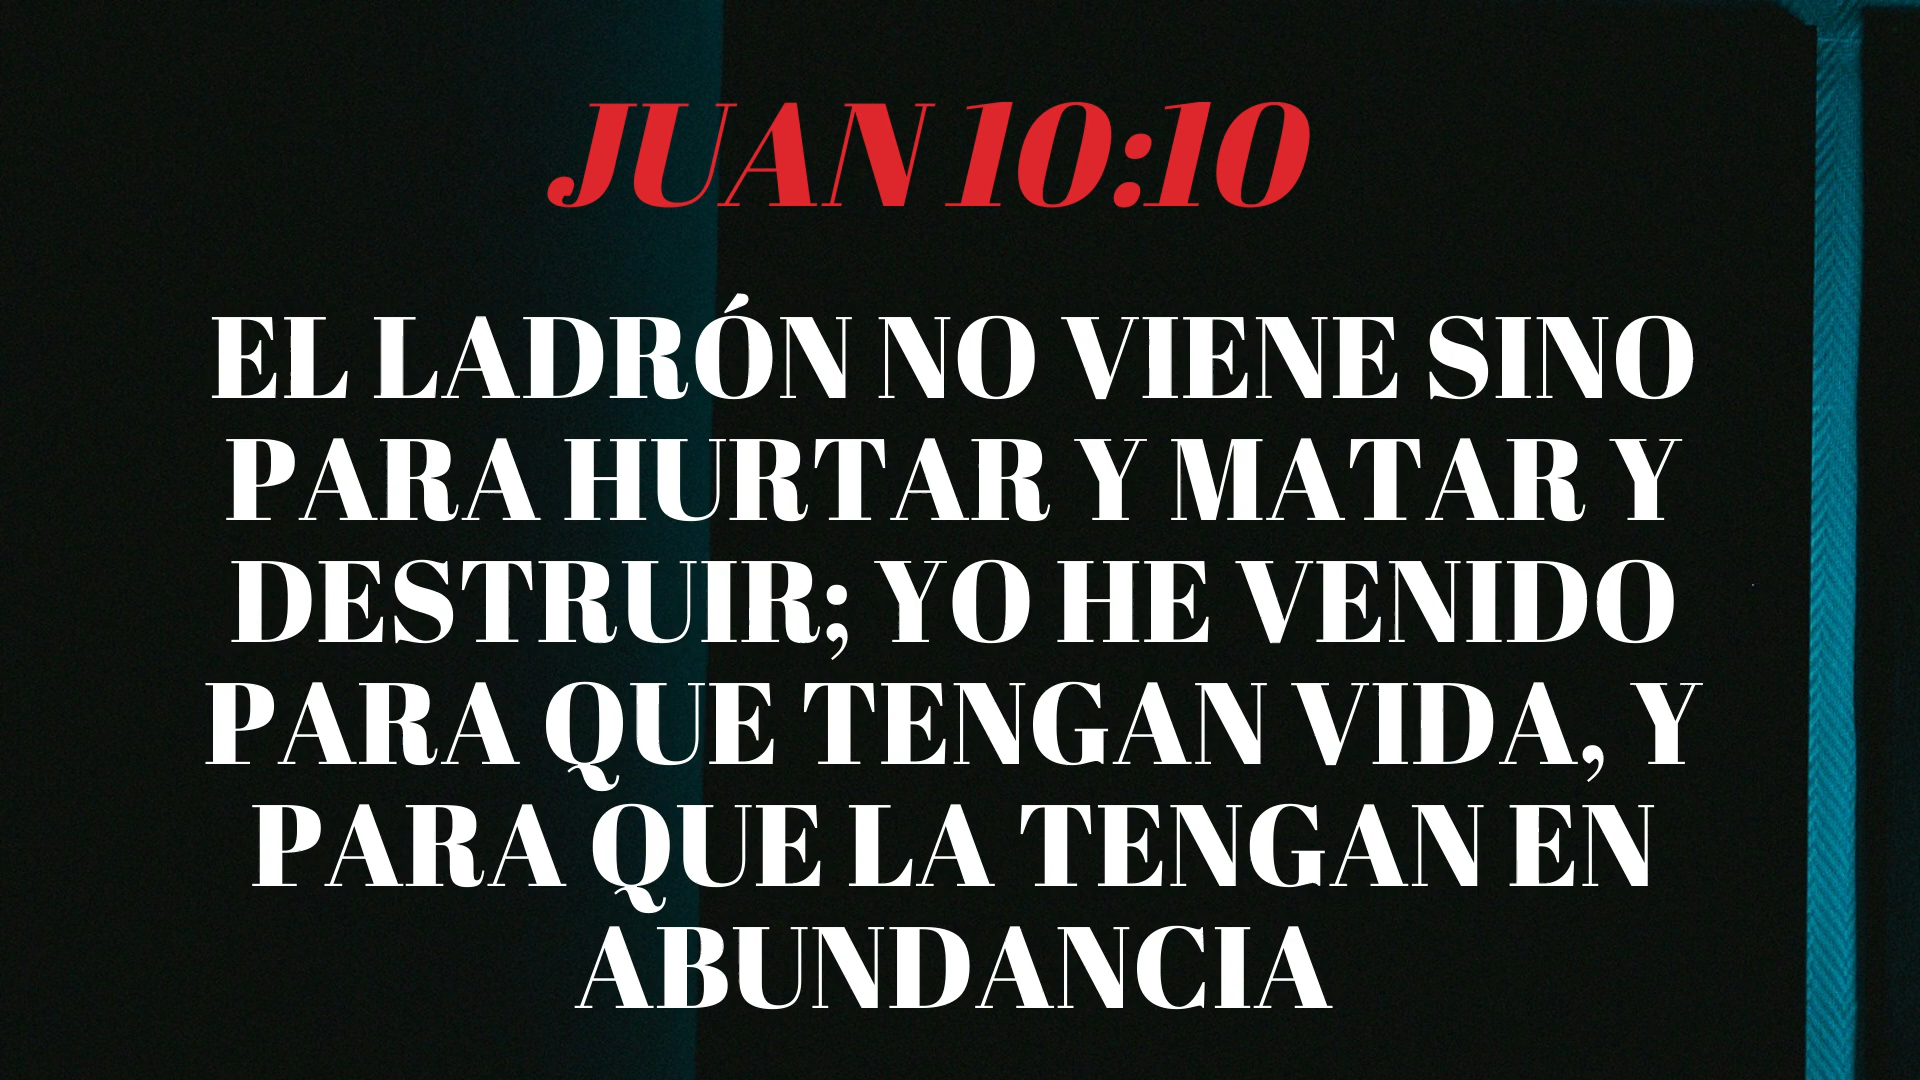 JUAN 10:10
EL LADRÓN NO VIENE SINO
PARA HURTAR Y MATAR Y
DESTRUIR; YO HE VENIDO
PARA QUE TENGAN VIDA, Y
PARA QUE LA TENGAN EN
ABUNDANCIA